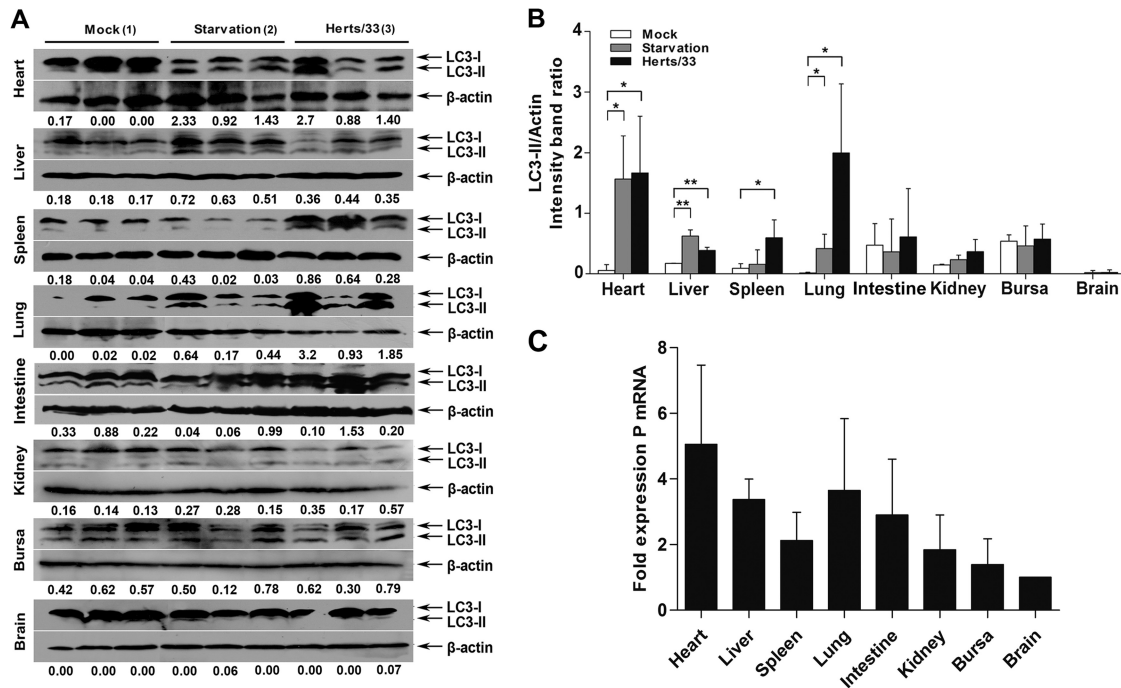 A
Mock (1) Starvation (2) Herts/33 (3)
Heart
LC3-I
LC3-II
β-actin
0.17 0.00 0.00 2.33 0.92 1.43 2.7 0.88 1.40
Liver
LC3-I
LC3-II
β-actin
0.18 0.18 0.17 0.72 0.63 0.51 0.36 0.44 0.35
Spleen
LC3-I
LC3-II
β-actin
0.18 0.04 0.04 0.43 0.02 0.03 0.86 0.64 0.28
Lung
LC3-I
LC3-II
β-actin
0.00 0.02 0.02 0.64 0.17 0.44 3.2 0.93 1.85
Intestine
LC3-I
LC3-II
β-actin
0.33 0.88 0.22 0.04 0.06 0.99 0.10 1.53 0.20
Kidney
LC3-I
LC3-II
β-actin
0.16 0.14 0.13 0.27 0.28 0.15 0.35 0.17 0.57
Bursa
LC3-I
LC3-II
β-actin
0.42 0.62 0.57 0.50 0.12 0.78 0.62 0.30 0.79
Brain
LC3-I
LC3-II
β-actin
0.00 0.00 0.00 0.00 0.06 0.00 0.00 0.00 0.07
B
LC3-II/Actin
Intensity band ratio
4
3
2
1
0
Mock
Starvation
Herts/33
* *
** **
*
* *
Heart Liver Spleen Lung Intestine Kidney Bursa Brain
C
Fold expression P mRNA
8
6
4
2
0
Heart Liver Spleen Lung Intestine Kidney Bursa Brain